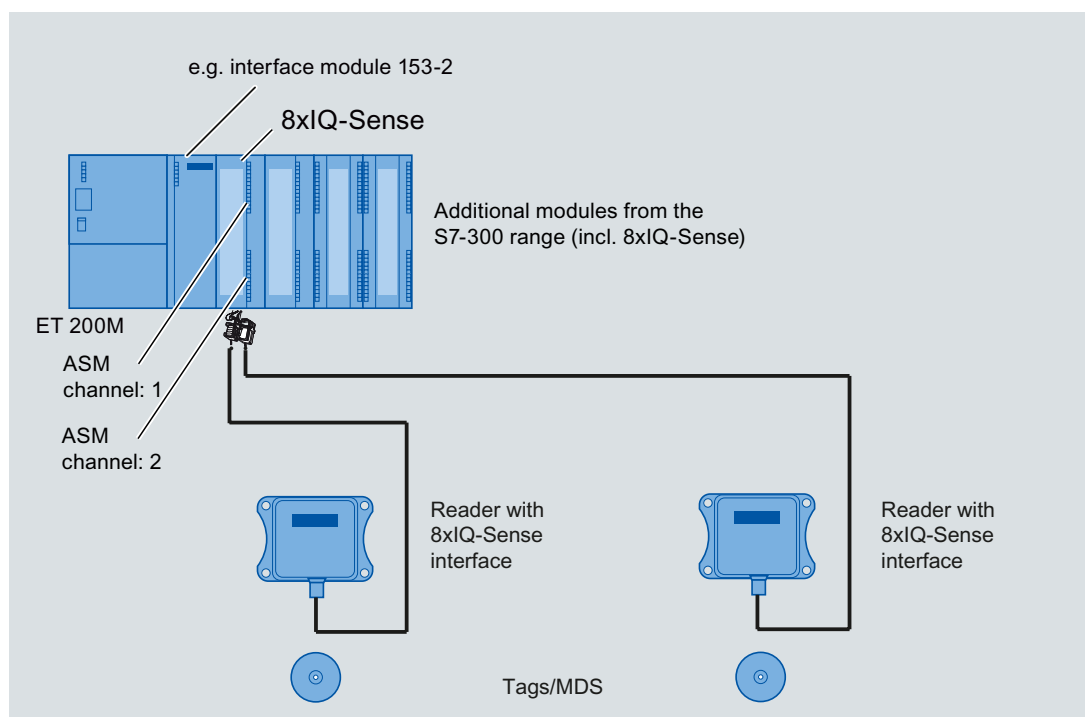 e.g. interface module 153-2
8xIQ-Sense
Additional modules from the
S7-300 range (incl. 8xIQ-Sense)
ET 200M
ASM
channel: 1
ASM
channel: 2
Reader with
8xIQ-Sense
interface
Reader with
8xIQ-Sense
interface
Tags/MDS